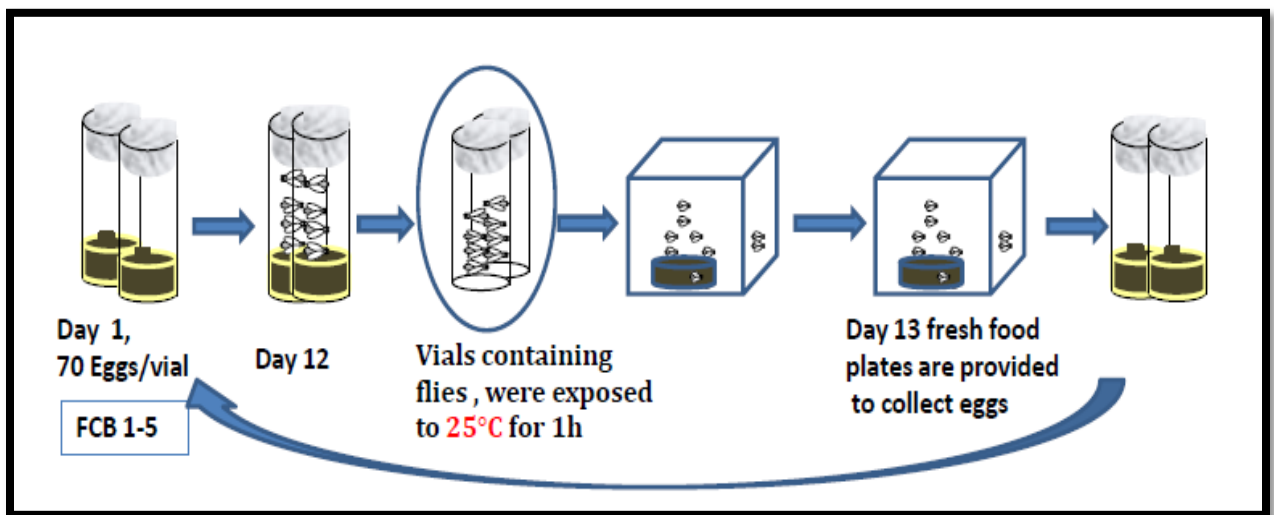 Day 1,
70 Eggs/vial
FCB 1-5
Day 12
Vials containing
flies , were exposed
to 25°C for 1h
Day 13 fresh food
plates are provided
to collect eggs